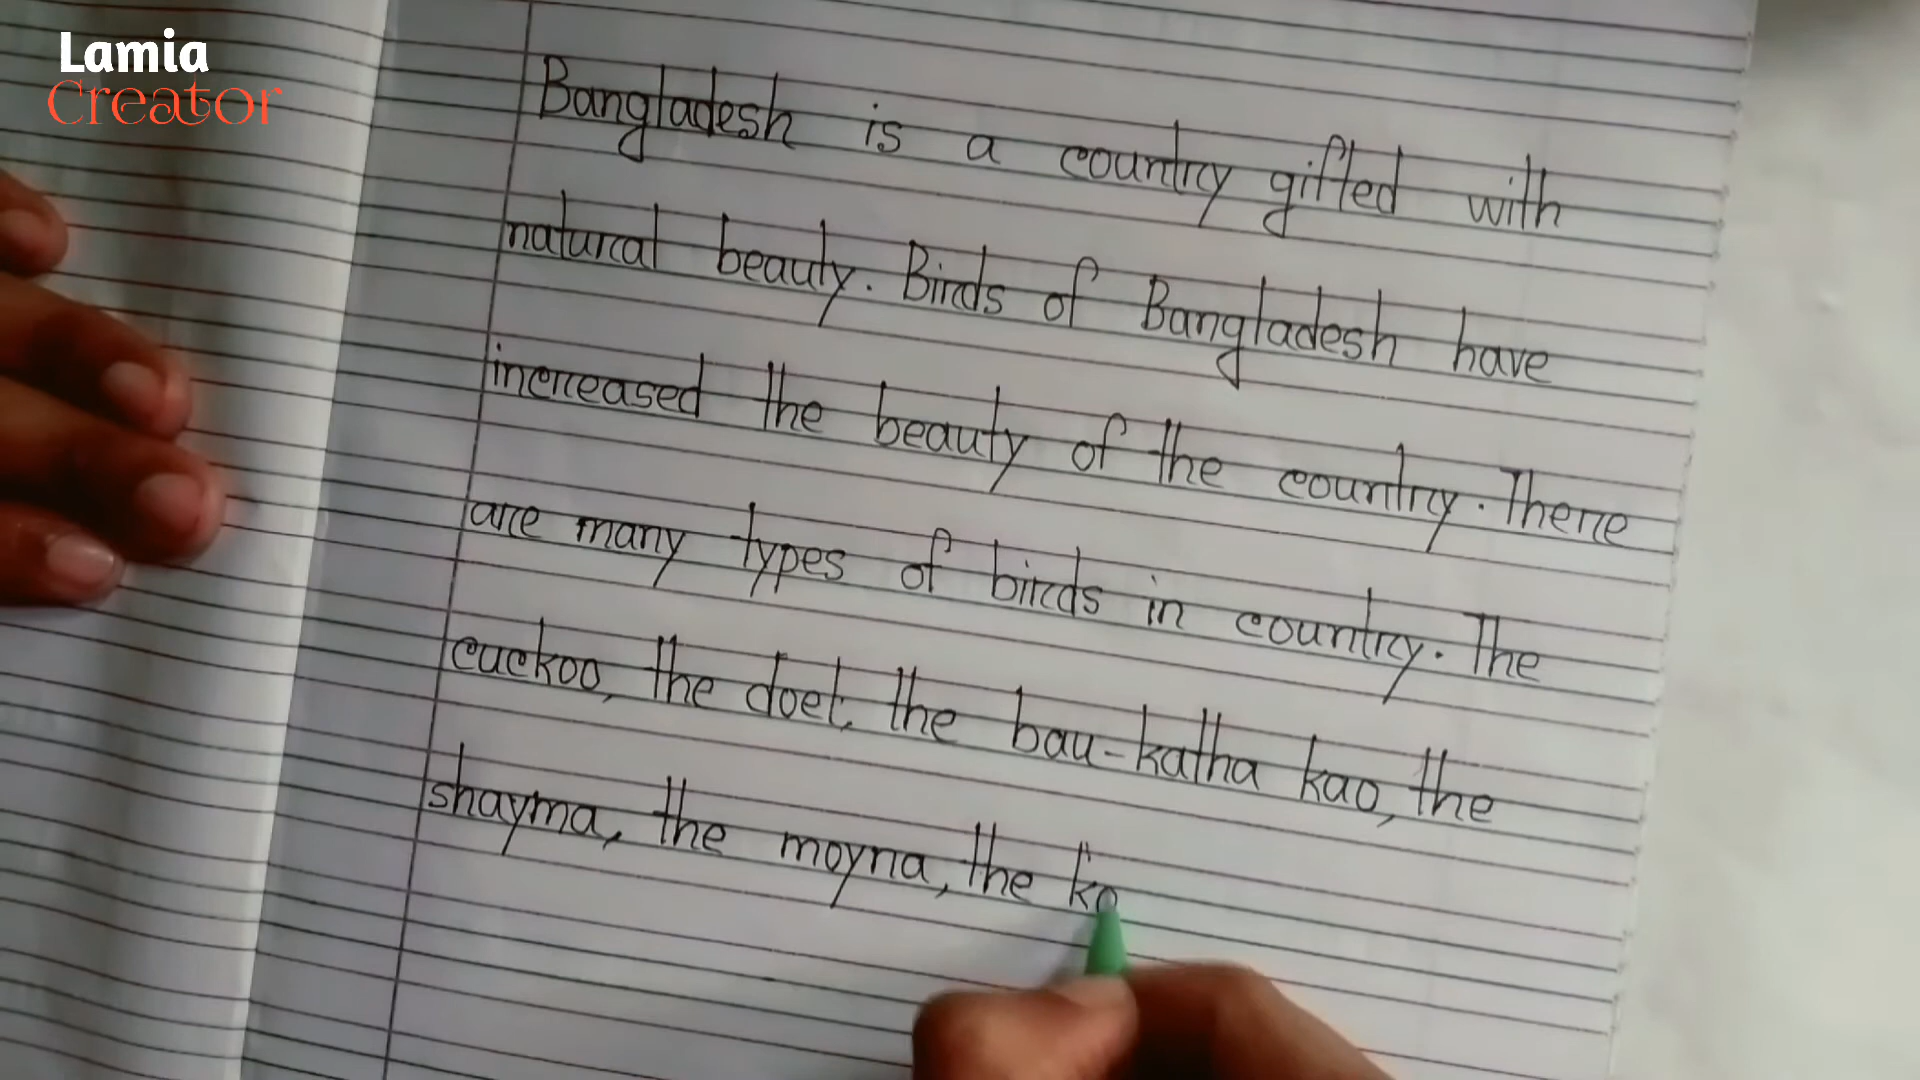 Lamia
Creator
Bangladesh is a country gifted with
natural beauty. Birds of Bangladesh have
increased the beauty of the country. There
are many types of birds in country. The
cuckoo, the doel, the bau-katha kao, the
shayma, the moyna, the ko